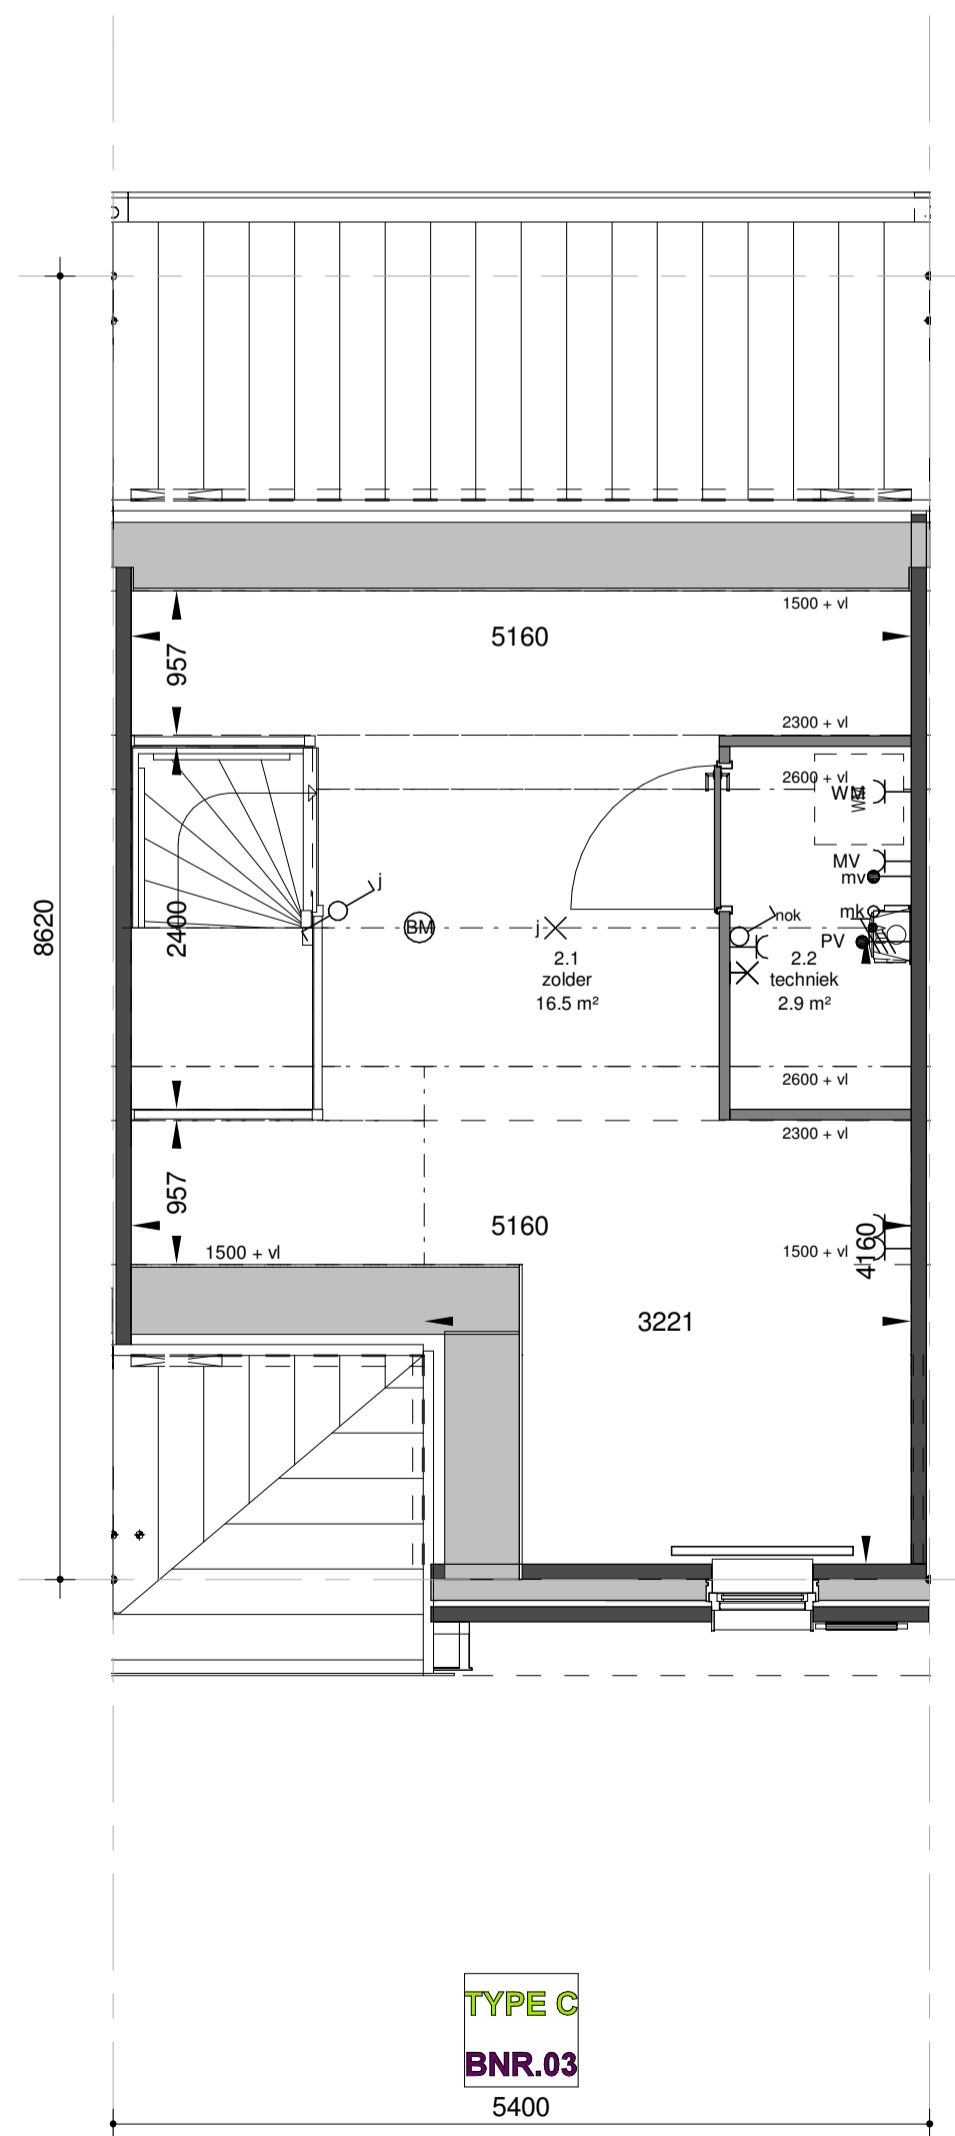 1500 + vl
5160
957
2300 + vl
2600 + vl
WM
WM
MV
mv
j
8620
2400
BM
j
nok
mk
PV
2.1
zolder
16.5 m²
2.2
techniek
2.9 m²
2600 + vl
2300 + vl
957
5160
1500 + vl
1500 + vl
4160
3221
TYPE C
BNR.03
5400